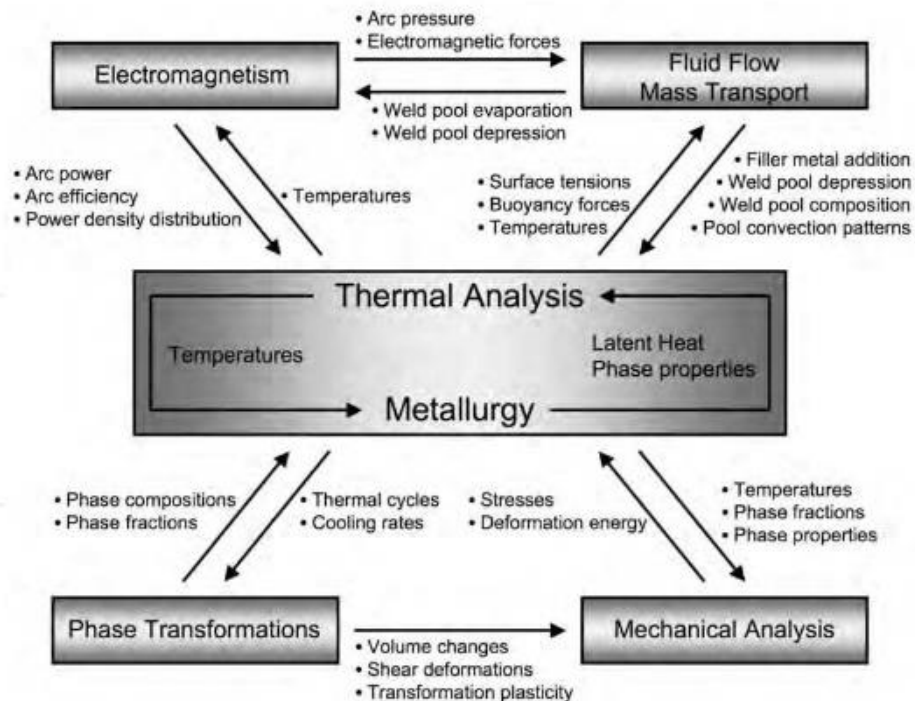 • Arc pressure
• Electromagnetic forces
Electromagnetism
Fluid Flow
Mass Transport
• Weld pool evaporation
• Weld pool depression
• Arc power
• Arc efficiency
• Power density distribution
• Temperatures
• Surface tensions
• Buoyancy forces
• Temperatures
• Filler metal addition
• Weld pool depression
• Weld pool composition
• Pool convection patterns
Thermal Analysis
Temperatures
Latent Heat
Phase properties
Metallurgy
• Phase compositions
• Phase fractions
• Thermal cycles
• Cooling rates
• Stresses
• Deformation energy
• Temperatures
• Phase fractions
• Phase properties
Phase Transformations
Mechanical Analysis
• Volume changes
• Shear deformations
• Transformation plasticity